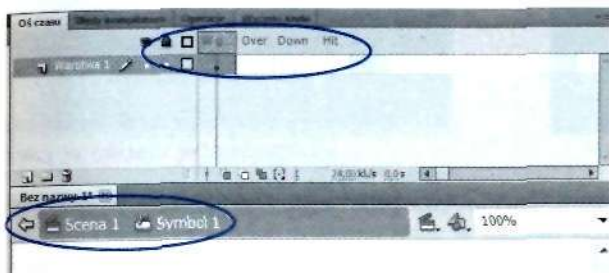 Oś czasu
Over Down Hit
Warstwa 1
24,00 kl./s 0,0 s
Bez nazwy-1*
Scena 1 Symbol 1 100%